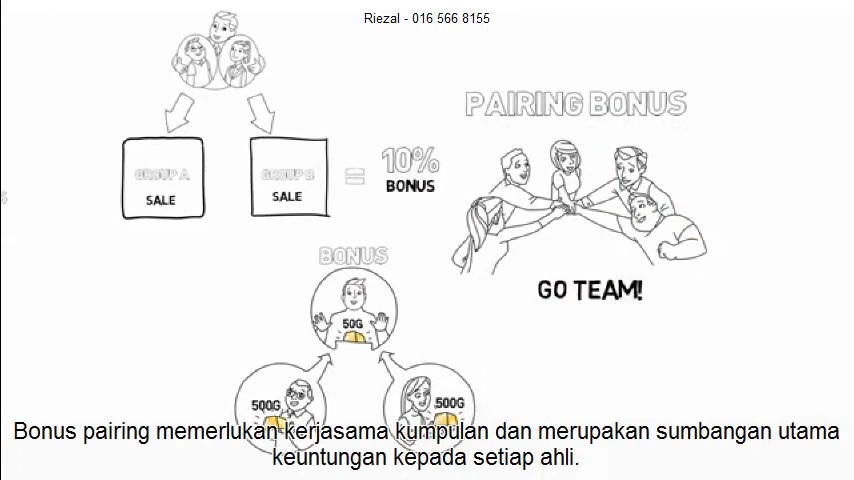 Riezal - 016 566 8155
PAIRING BONUS
GROUP A
SALE
GROUP B
SALE
=
10%
BONUS
GO TEAM!
BONUS
50G
500G
500G
Bonus pairing memerlukan kerjasama kumpulan dan merupakan sumbangan utama
keuntungan kepada setiap ahli.